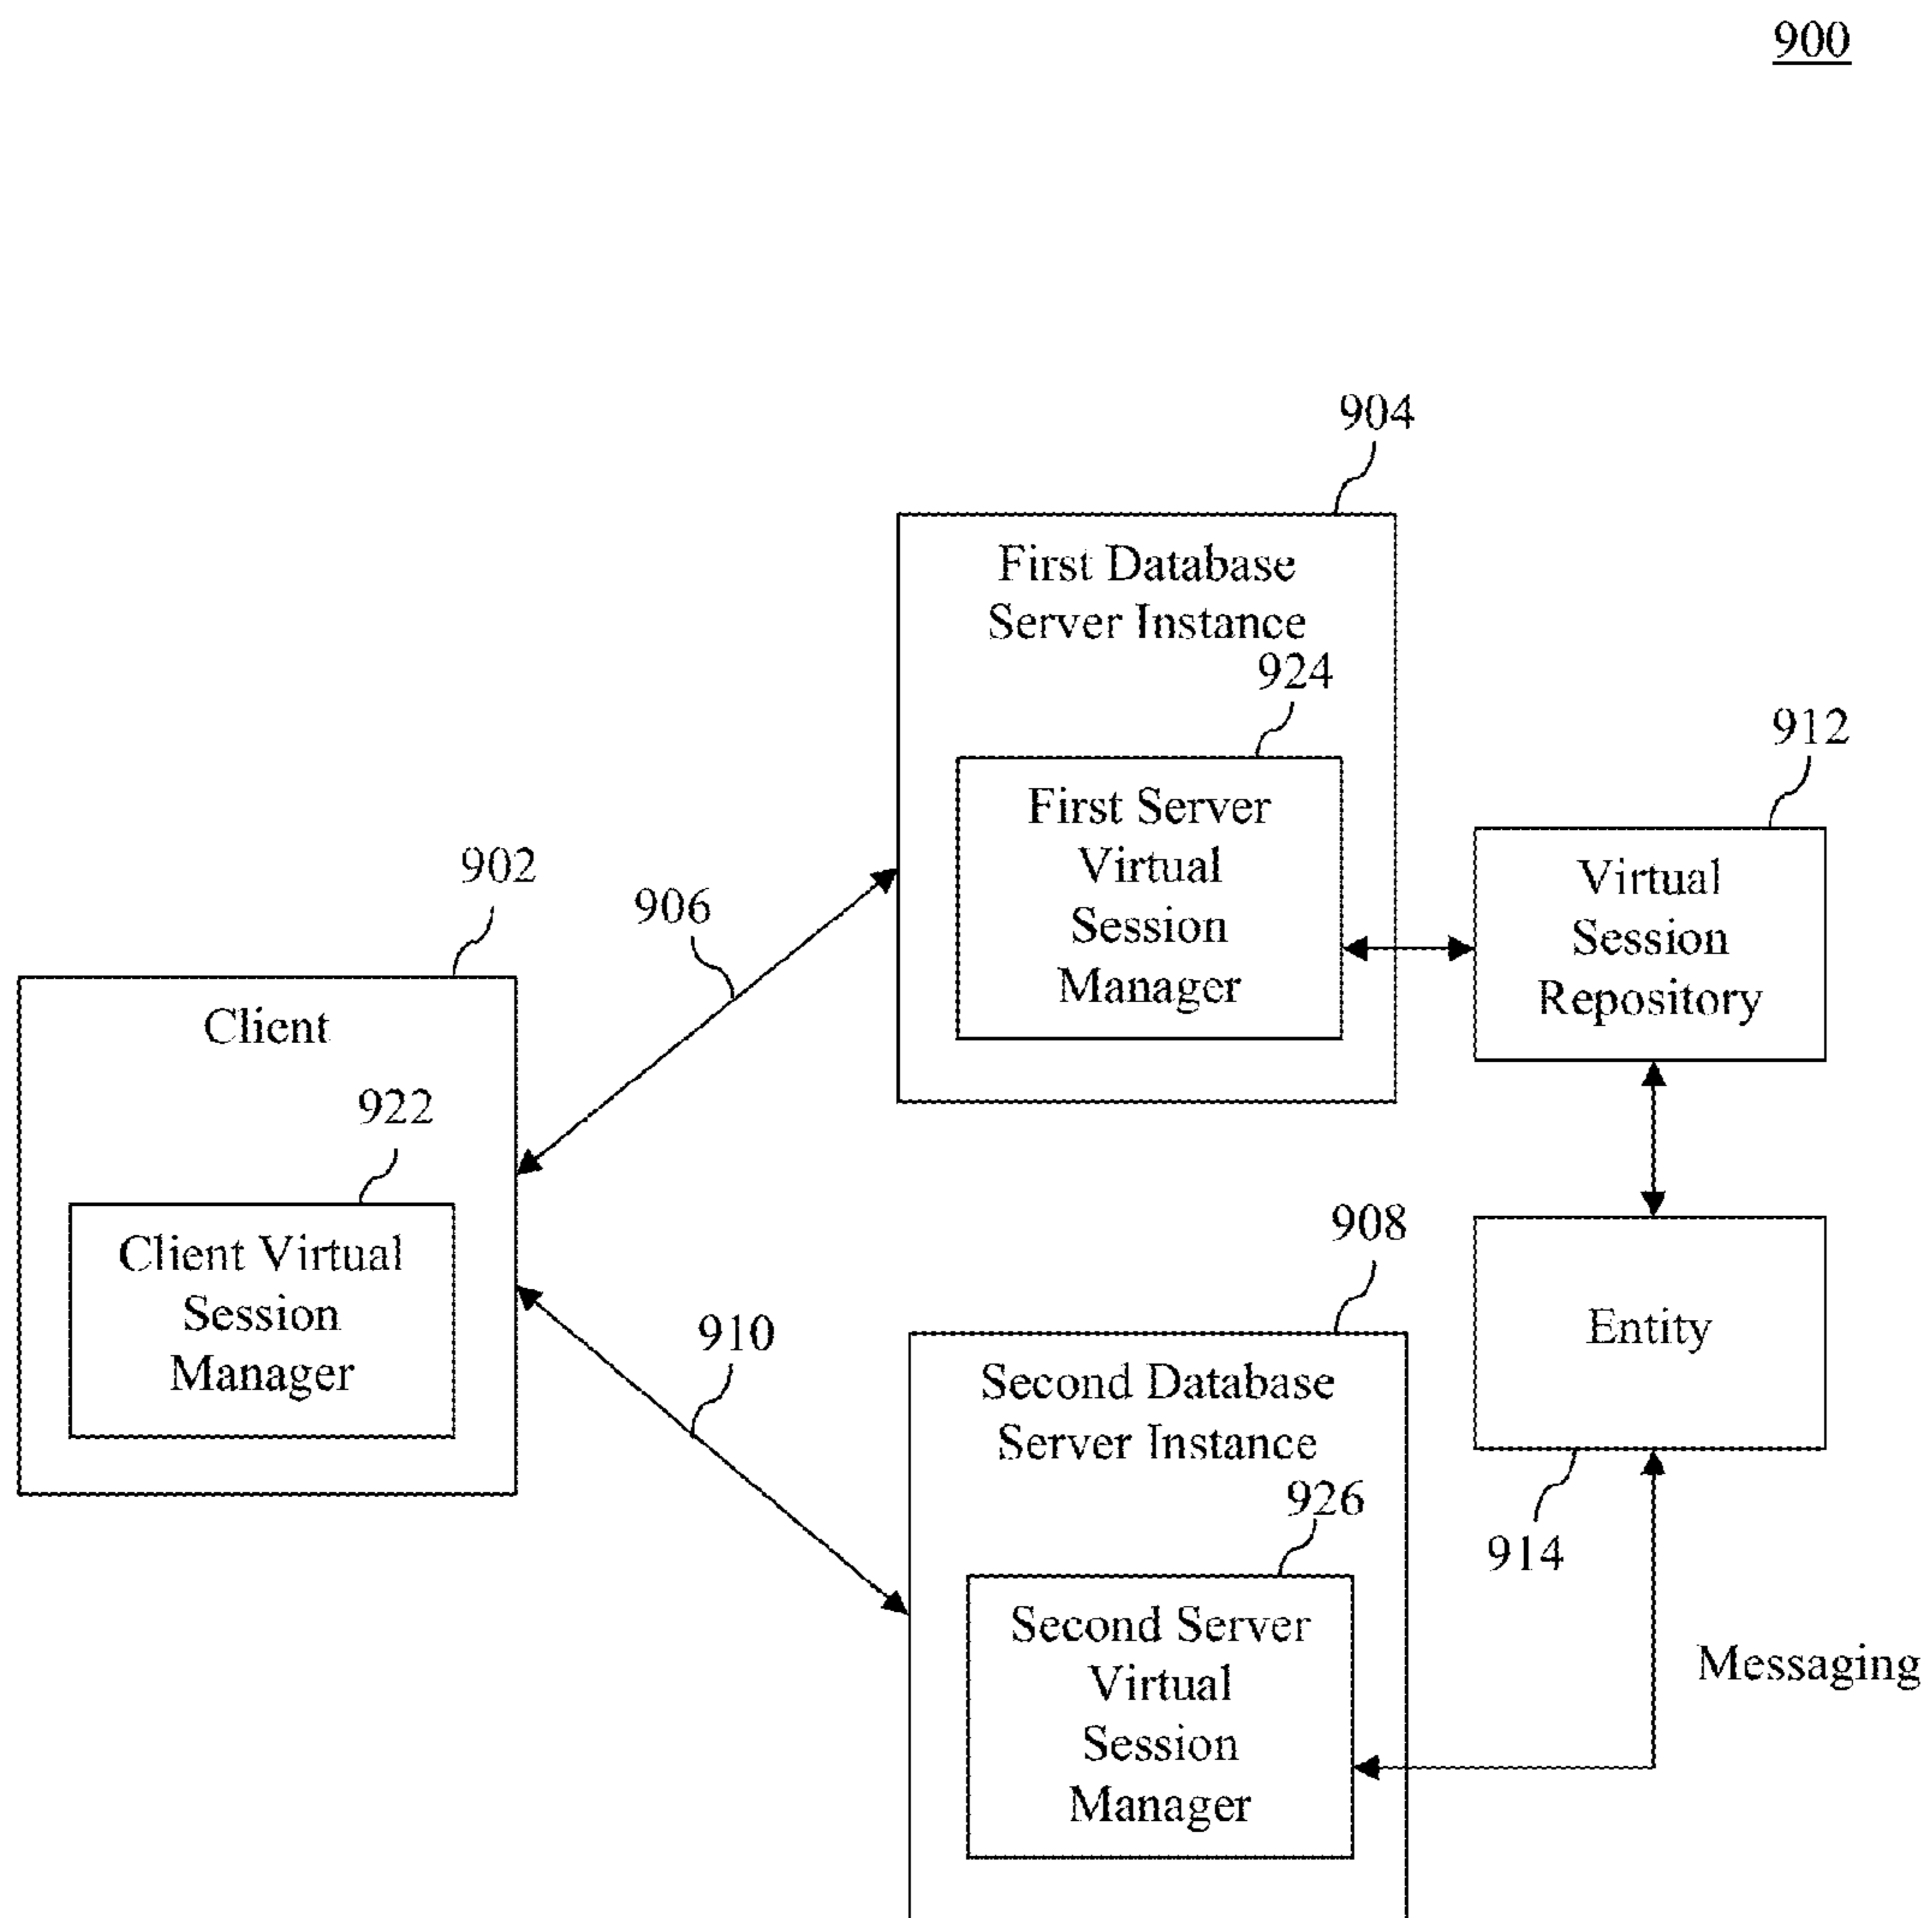 900
904
First Database
Server Instance
924
First Server
Virtual
Session
Manager
912
Virtual
Session
Repository
902
906
Client
922
Client Virtual
Session
Manager
910
908
Second Database
Server Instance
926
Second Server
Virtual
Session
Manager
Entity
914
Messaging